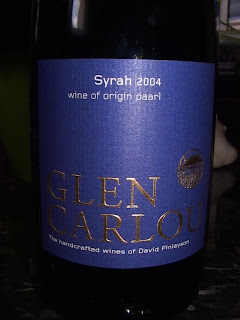 Syrah 2004
wine of origin paarl
GLEN
CARLOU
The handcrafted wines of David Finlayson